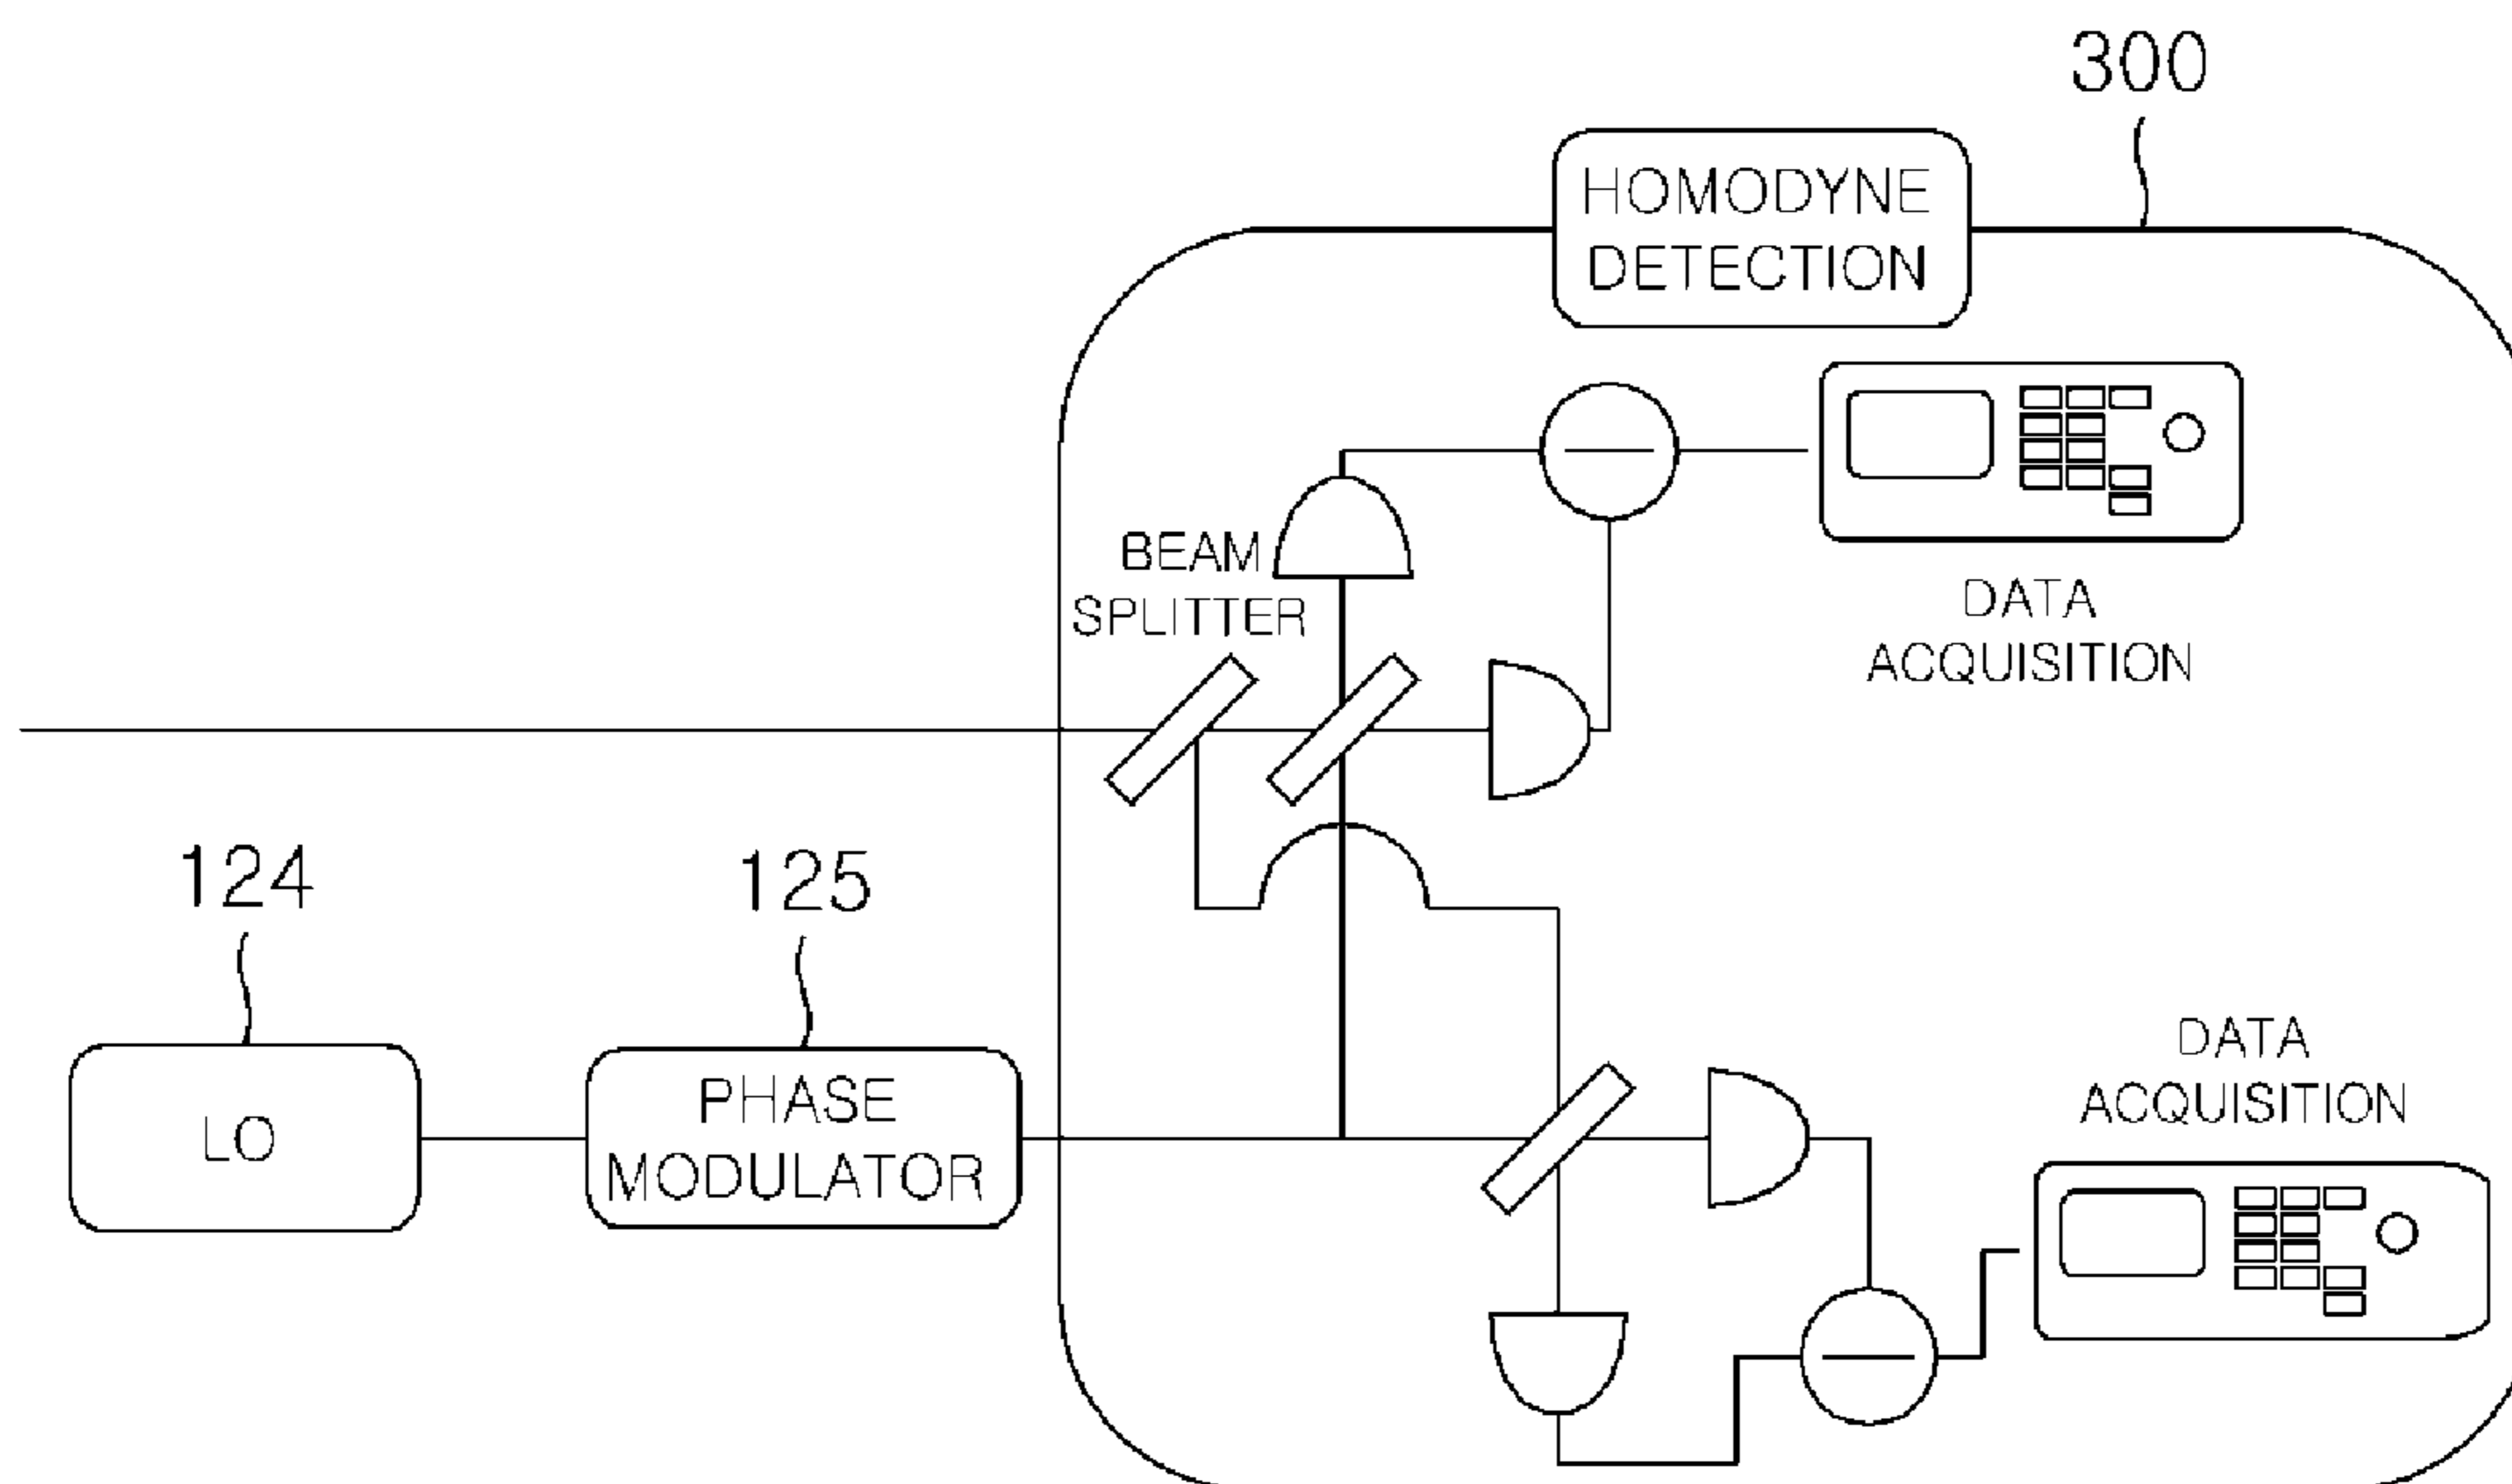 300
HOMODYNE
DETECTION
BEAM
SPLITTER
DATA
ACQUISITION
124
125
LO
PHASE
MODULATOR
DATA
ACQUISITION